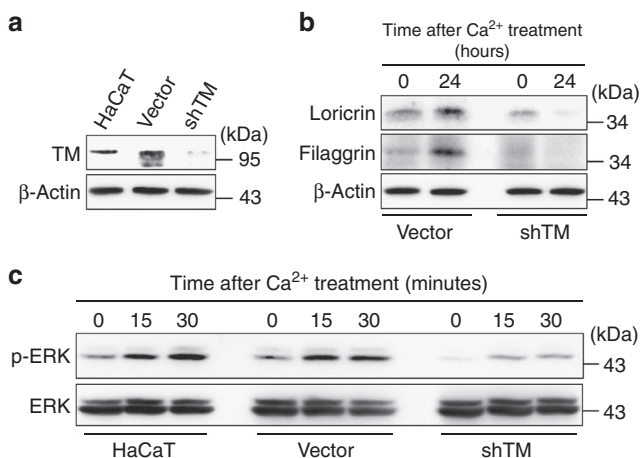 a
HaCaT Vector shTM
(kDa)
TM 95
β-Actin 43
b
Time after Ca²⁺ treatment
(hours)
0 24 0 24
(kDa)
Loricrin 34
Filaggrin 34
β-Actin 43
Vector shTM
c
Time after Ca²⁺ treatment (minutes)
0 15 30 0 15 30 0 15 30
(kDa)
p-ERK 43
ERK 43
HaCaT Vector shTM